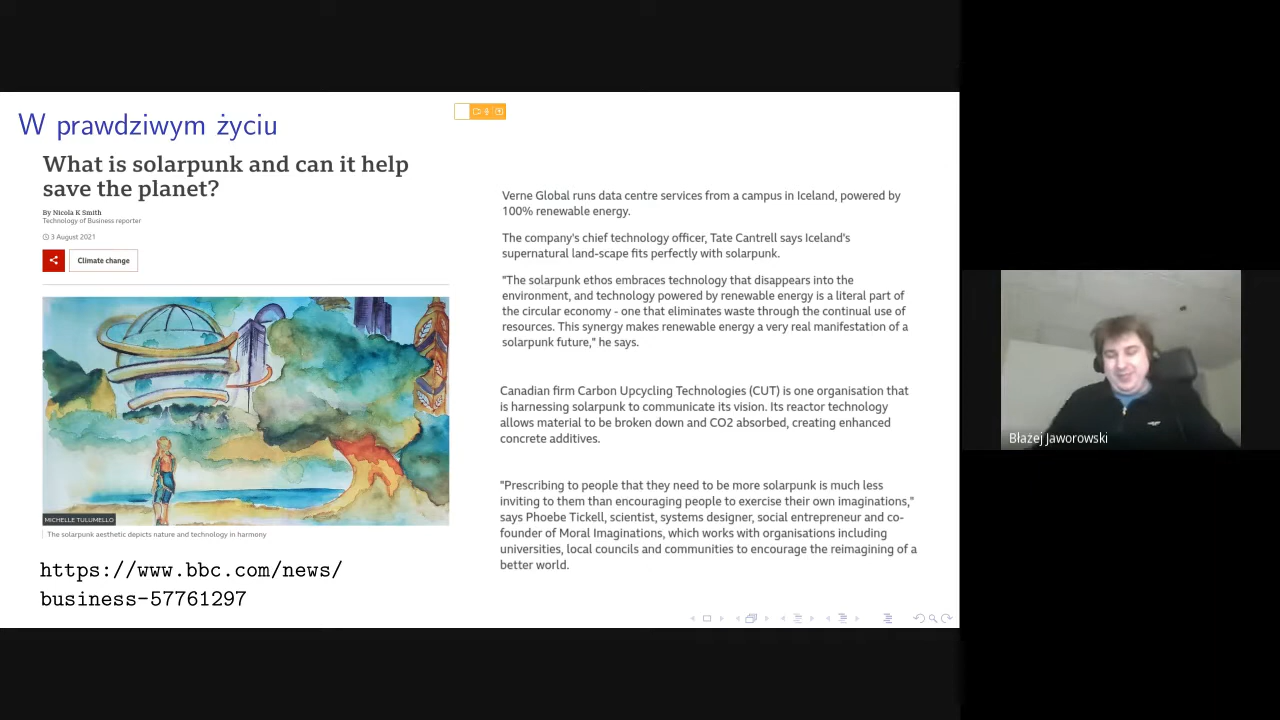 W prawdziwym życiu
What is solarpunk and can it help
save the planet?
By Nicola K Smith
Technology of Business reporter
3 August 2021
Climate change
MICHELLE TULUMELLO
The solarpunk aesthetic depicts nature and technology in harmony
https://www.bbc.com/news/
business-57761297
Verne Global runs data centre services from a campus in Iceland, powered by
100% renewable energy.
The company's chief technology officer, Tate Cantrell says Iceland's
supernatural land-scape fits perfectly with solarpunk.
"The solarpunk ethos embraces technology that disappears into the
environment, and technology powered by renewable energy is a literal part of
the circular economy - one that eliminates waste through the continual use of
resources. This synergy makes renewable energy a very real manifestation of a
solarpunk future," he says.
Canadian firm Carbon Upcycling Technologies (CUT) is one organisation that
is harnessing solarpunk to communicate its vision. Its reactor technology
allows material to be broken down and CO2 absorbed, creating enhanced
concrete additives.
"Prescribing to people that they need to be more solarpunk is much less
inviting to them than encouraging people to exercise their own imaginations,"
says Phoebe Tickell, scientist, systems designer, social entrepreneur and co-
founder of Moral Imaginations, which works with organisations including
universities, local councils and communities to encourage the reimagining of a
better world.
Błażej Jaworowski